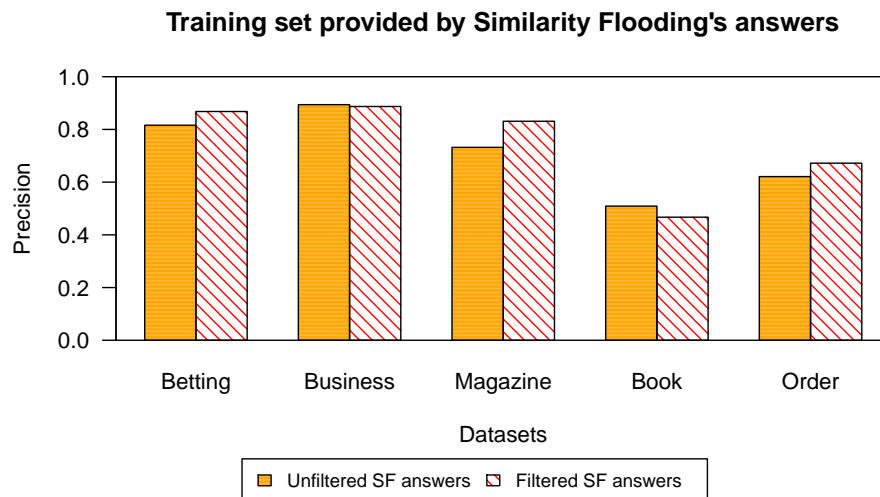 Training set provided by Similarity Flooding's answers
1.0
0.8
0.6
0.4
0.2
0.0
Precision
Betting Business Magazine Book Order
Datasets
Unfiltered SF answers Filtered SF answers